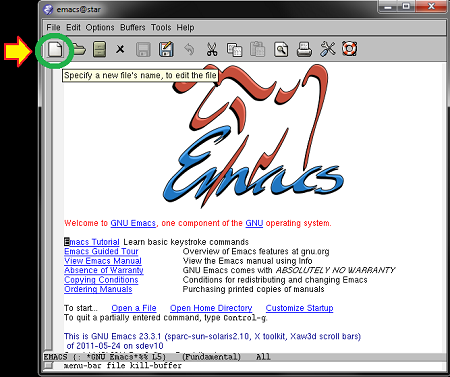 emacs@star
File Edit Options Buffers Tools Help
Specify a new file's name, to edit the file
Emacs
Welcome to GNU Emacs, one component of the GNU operating system.
Emacs Tutorial Learn basic keystroke commands
Emacs Guided Tour Overview of Emacs features at gnu.org
View Emacs Manual View the Emacs manual using Info
Absence of Warranty GNU Emacs comes with ABSOLUTELY NO WARRANTY
Copying Conditions Conditions for redistributing and changing Emacs
Ordering Manuals Purchasing printed copies of manuals
To start... Open a File Open Home Directory Customize Startup
To quit a partially entered command, type Control-g.
This is GNU Emacs 23.3.1 (sparc-sun-solaris2.10, X toolkit, Xaw3d scroll bars)
of 2011-05-24 on sdev10
EMACS (: *GNU Emacs*%% L5) (Fundamental) All
menu-bar file kill-buffer